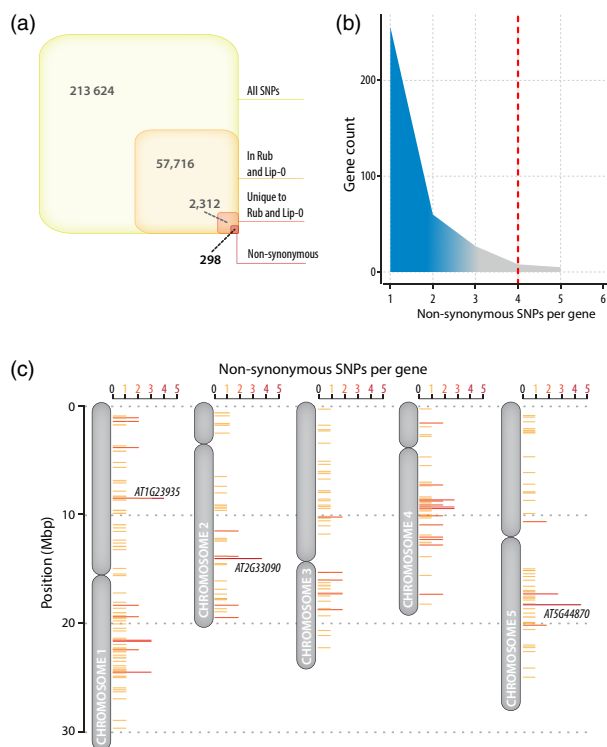 (a)
213 624
All SNPs
57,716
In Rub
and Lip-0
2,312
Unique to
Rub and Lip-0
298
Non-synonymous
(b)
Gene count
200
100
0
1 2 3 4 5 6
Non-synonymous SNPs per gene
(c)
Non-synonymous SNPs per gene
0 1 2 3 4 5
0 1 2 3 4 5
0 1 2 3 4 5
0 1 2 3 4 5
0 1 2 3 4 5
Position (Mbp)
0
10
20
30
AT1G23935
AT2G33090
AT5G44870
CHROMOSOME 1
CHROMOSOME 2
CHROMOSOME 3
CHROMOSOME 4
CHROMOSOME 5